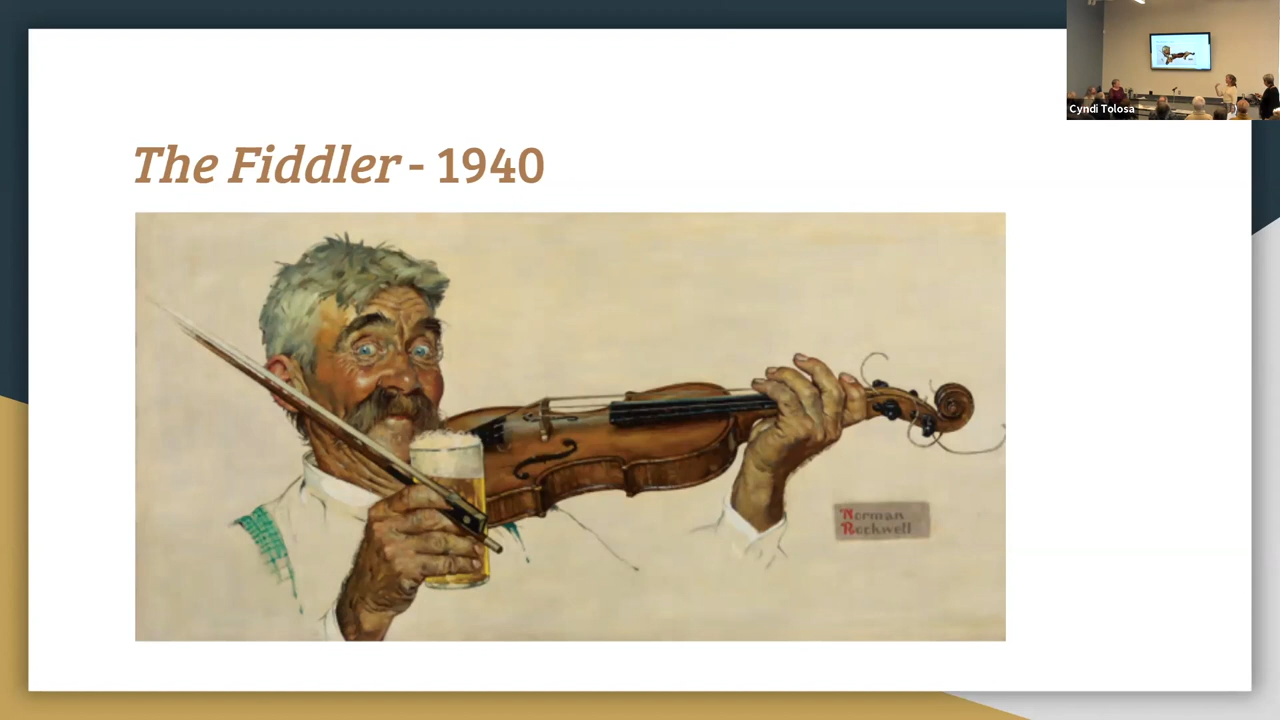 Cyndi Tolosa
The Fiddler - 1940
Norman
Rockwell